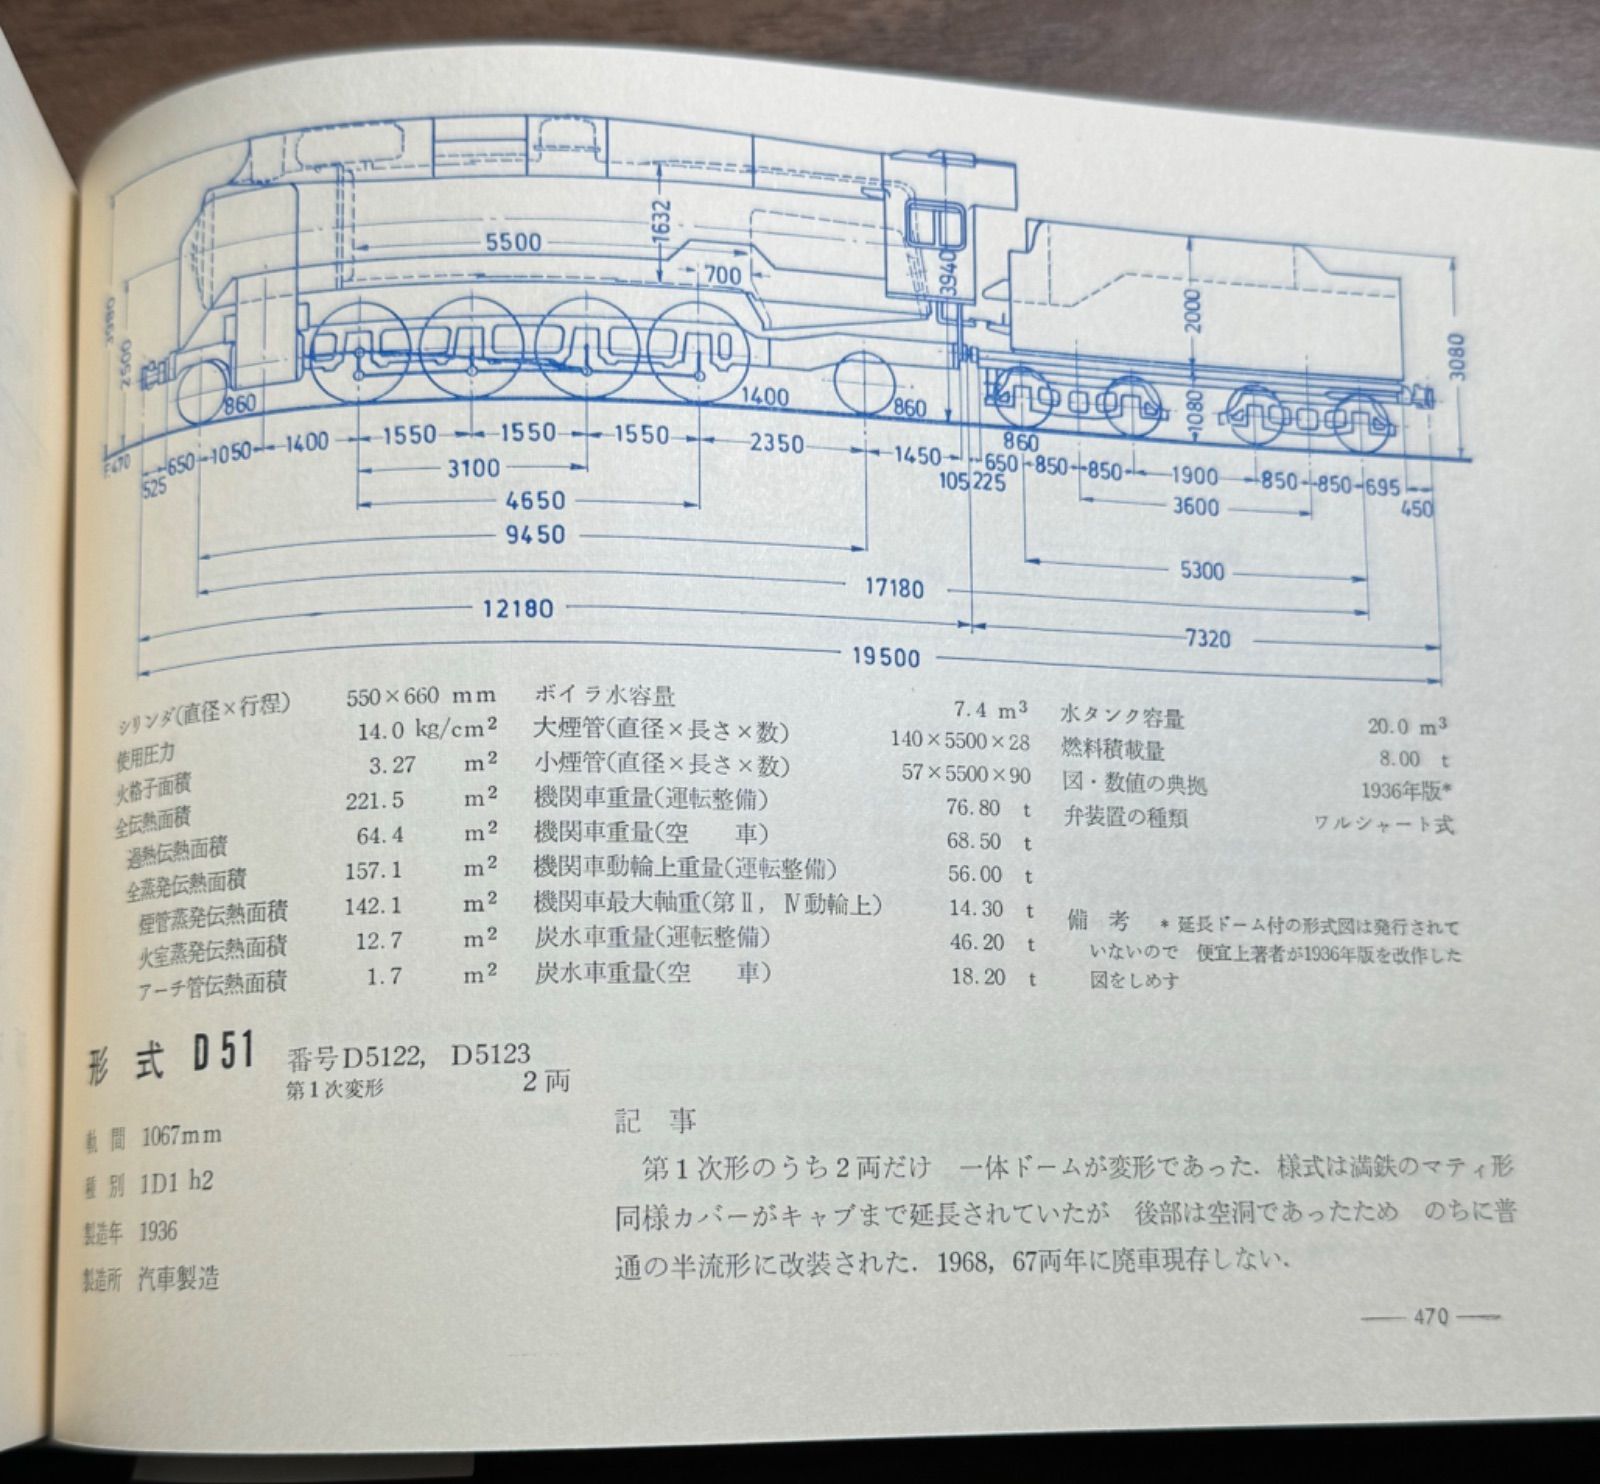 5500
1632
700
3940
2000
1080
3080
3980
2500
860
1400
860
860
F.470
525
650
1050
1400
1550
1550
1550
2350
1450
105
225
650
850
850
1900
850
850
695
450
3100
4650
3600
9450
5300
17180
12180
7320
19500
シリンダ(直径×行程) 550×660 mm
使用圧力 14.0 kg/cm²
火格子面積 3.27 m²
全伝熱面積 221.5 m²
過熱伝熱面積 64.4 m²
全蒸発伝熱面積 157.1 m²
煙管蒸発伝熱面積 142.1 m²
火室蒸発伝熱面積 12.7 m²
アーチ管伝熱面積 1.7 m²
ボイラ水容量 7.4 m³
大煙管(直径×長さ×数) 140×5500×28
小煙管(直径×長さ×数) 57×5500×90
機関車重量(運転整備) 76.80 t
機関車重量(空 車) 68.50 t
機関車動輪上重量(運転整備) 56.00 t
機関車最大軸重(第Ⅱ, Ⅳ動輪上) 14.30 t
炭水車重量(運転整備) 46.20 t
炭水車重量(空 車) 18.20 t
水タンク容量 20.0 m³
燃料積載量 8.00 t
図・数値の典拠 1936年版*
弁装置の種類 ワルシャート式
備 考 *延長ドーム付の形式図は発行されて
いないので 便宜上著者が1936年版を改作した
図をしめす
形 式 D51 番号D5122, D5123
第1次変形 2両
軌 間 1067mm
種 別 1D1 h2
製造年 1936
製造所 汽車製造
記 事
第1次形のうち2両だけ 一体ドームが変形であった. 様式は満鉄のマティ形
同様カバーがキャブまで延長されていたが 後部は空洞であったため のちに普
通の半流形に改装された. 1968, 67両年に廃車現存しない.
— 470 —